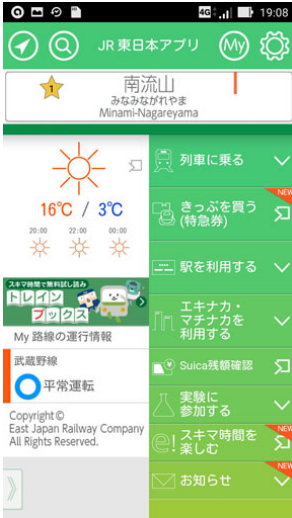 4G 19:08
JR東日本アプリ My
1 南流山
みなみながれやま
Minami-Nagareyama
16℃ / 3℃
20:00 22:00 00:00
スキマ時間で無料試し読み
トレイン
ブックス
My 路線の運行情報
武蔵野線
平常運転
Copyright ©
East Japan Railway Company
All Rights Reserved.
列車に乗る
NEW
きっぷを買う
(特急券)
駅を利用する
エキナカ・
マチナカを
利用する
Suica残額確認
実験に
参加する
NEW
e! スキマ時間を
楽しむ
NEW
お知らせ